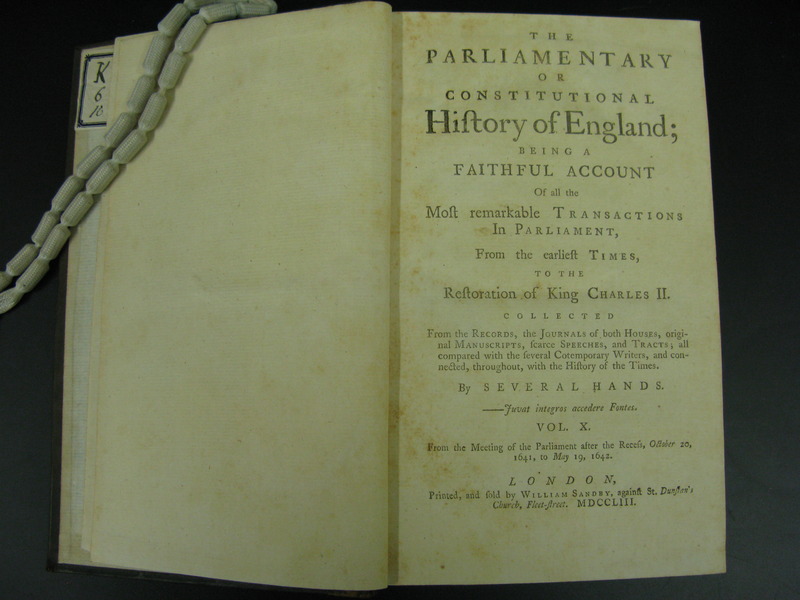 K
6
10
THE
PARLIAMENTARY
OR
CONSTITUTIONAL
Hiſtory of England;
BEING A
FAITHFUL ACCOUNT
Of all the
Moſt remarkable TRANSACTIONS
In PARLIAMENT,
From the earlieſt TIMES,
TO THE
Reſtoration of King CHARLES II.
COLLECTED
From the RECORDS, the JOURNALS of both HOUSES, origi-
nal MANUSCRIPTS, ſcarce SPEECHES, and TRACTS; all
compared with the ſeveral Cotemporary Writers, and con-
nected, throughout, with the Hiſtory of the Times.
By SEVERAL HANDS.
——Juvat integros accedere Fontes.
VOL. X.
From the Meeting of the Parliament after the Receſs, October 20,
1641, to May 19, 1642.
LONDON,
Printed, and ſold by WILLIAM SANDBY, againſt St. Dunſtan's
Church, Fleet-ſtreet. MDCCLIII.